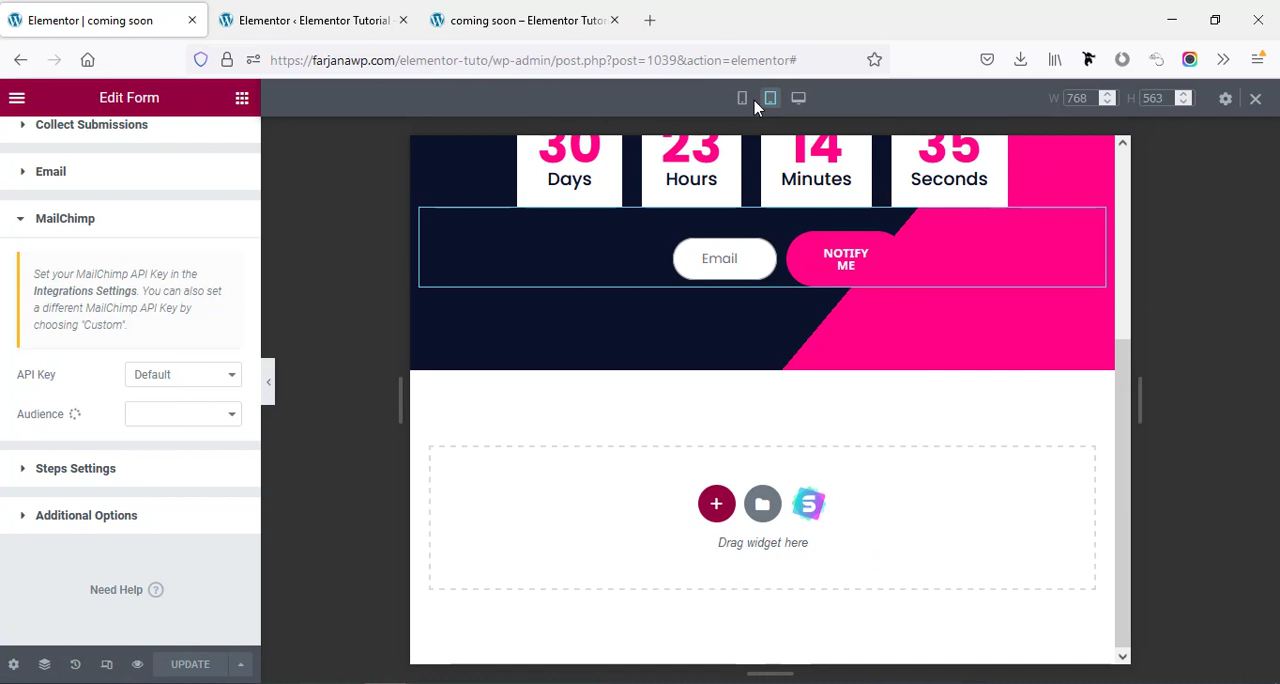 Elementor | coming soon
Elementor ‹ Elementor Tutorial -
coming soon – Elementor Tutor
https://farjanawp.com/elementor-tuto/wp-admin/post.php?post=1039&action=elementor#
Edit Form
W 768
H 563
Collect Submissions
Email
MailChimp
Set your MailChimp API Key in the
Integrations Settings. You can also set
a different MailChimp API Key by
choosing "Custom".
API Key
Default
Audience
Steps Settings
Additional Options
Need Help ?
UPDATE
30 23 14 35
Days Hours Minutes Seconds
Email
NOTIFY
ME
Drag widget here